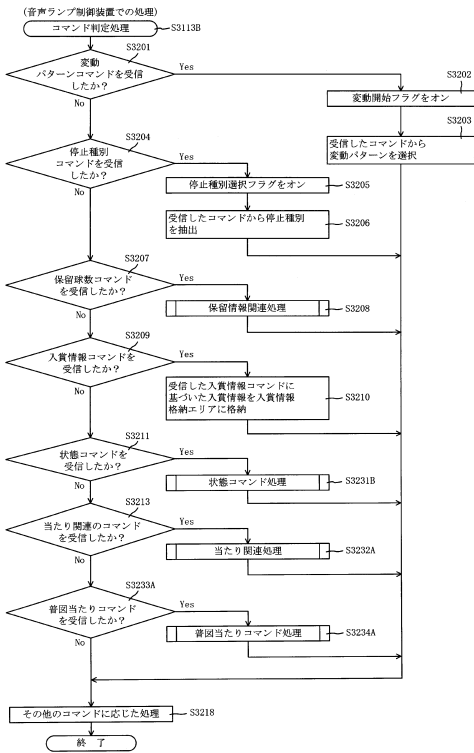 (音声ランプ制御装置での処理)
コマンド判定処理
S3113B
S3201
変動
パターンコマンドを受信
したか？
Yes
No
S3202
変動開始フラグをオン
S3203
受信したコマンドから
変動パターンを選択
S3204
停止種別
コマンドを受信
したか？
Yes
No
停止種別選択フラグをオン
S3205
受信したコマンドから停止種別
を抽出
S3206
S3207
保留球数コマンド
を受信したか？
Yes
No
保留情報関連処理
S3208
S3209
入賞情報コマンドを
受信したか？
Yes
No
受信した入賞情報コマンドに
基づいた入賞情報を入賞情報
格納エリアに格納
S3210
S3211
状態コマンドを
受信したか？
Yes
No
状態コマンド処理
S3231B
S3213
当たり関連のコマンド
を受信したか？
Yes
No
当たり関連処理
S3232A
S3233A
普図当たりコマンド
を受信したか？
Yes
No
普図当たりコマンド処理
S3234A
その他のコマンドに応じた処理
S3218
終 了